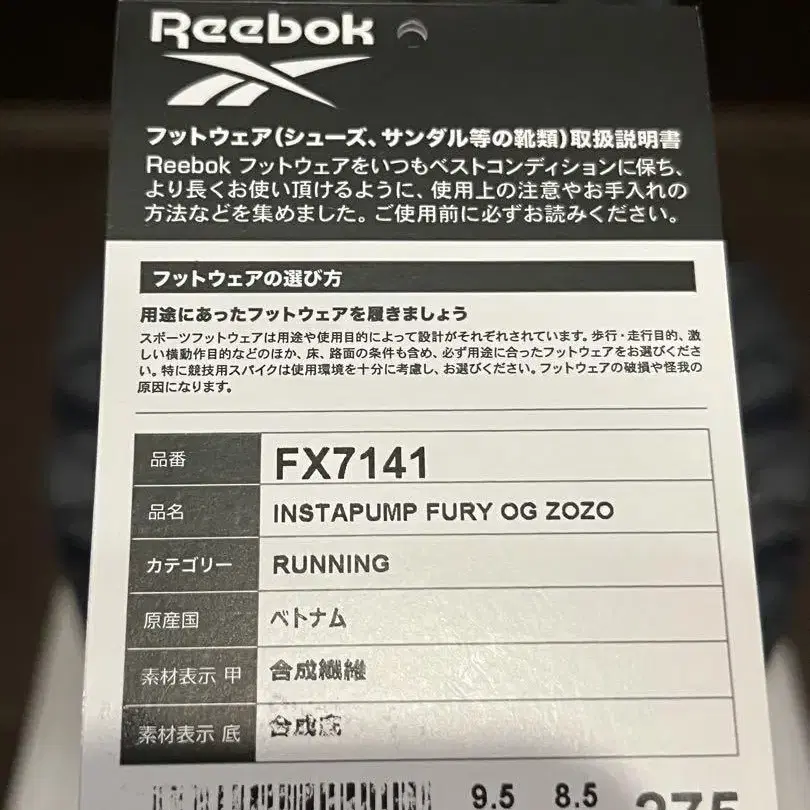 Reebok
フットウェア(シューズ、サンダル等の靴類)取扱説明書
Reebok フットウェアをいつもベストコンディションに保ち、
より長くお使い頂けるように、使用上の注意やお手入れの
方法などを集めました。ご使用前に必ずお読みください。
フットウェアの選び方
用途にあったフットウェアを履きましょう
スポーツフットウェアは用途や使用目的によって設計がそれぞれされています。歩行・走行目的、激
しい横動作目的などのほか、床、路面の条件も含め、必ず用途に合ったフットウェアをお選びくださ
い。特に競技用スパイクは使用環境を十分に考慮し、お選びください。フットウェアの破損や怪我の
原因になります。
品番 FX7141
品名 INSTAPUMP FURY OG ZOZO
カテゴリー RUNNING
原産国 ベトナム
素材表示 甲 合成繊維
素材表示 底 合成底
9.5 8.5 275